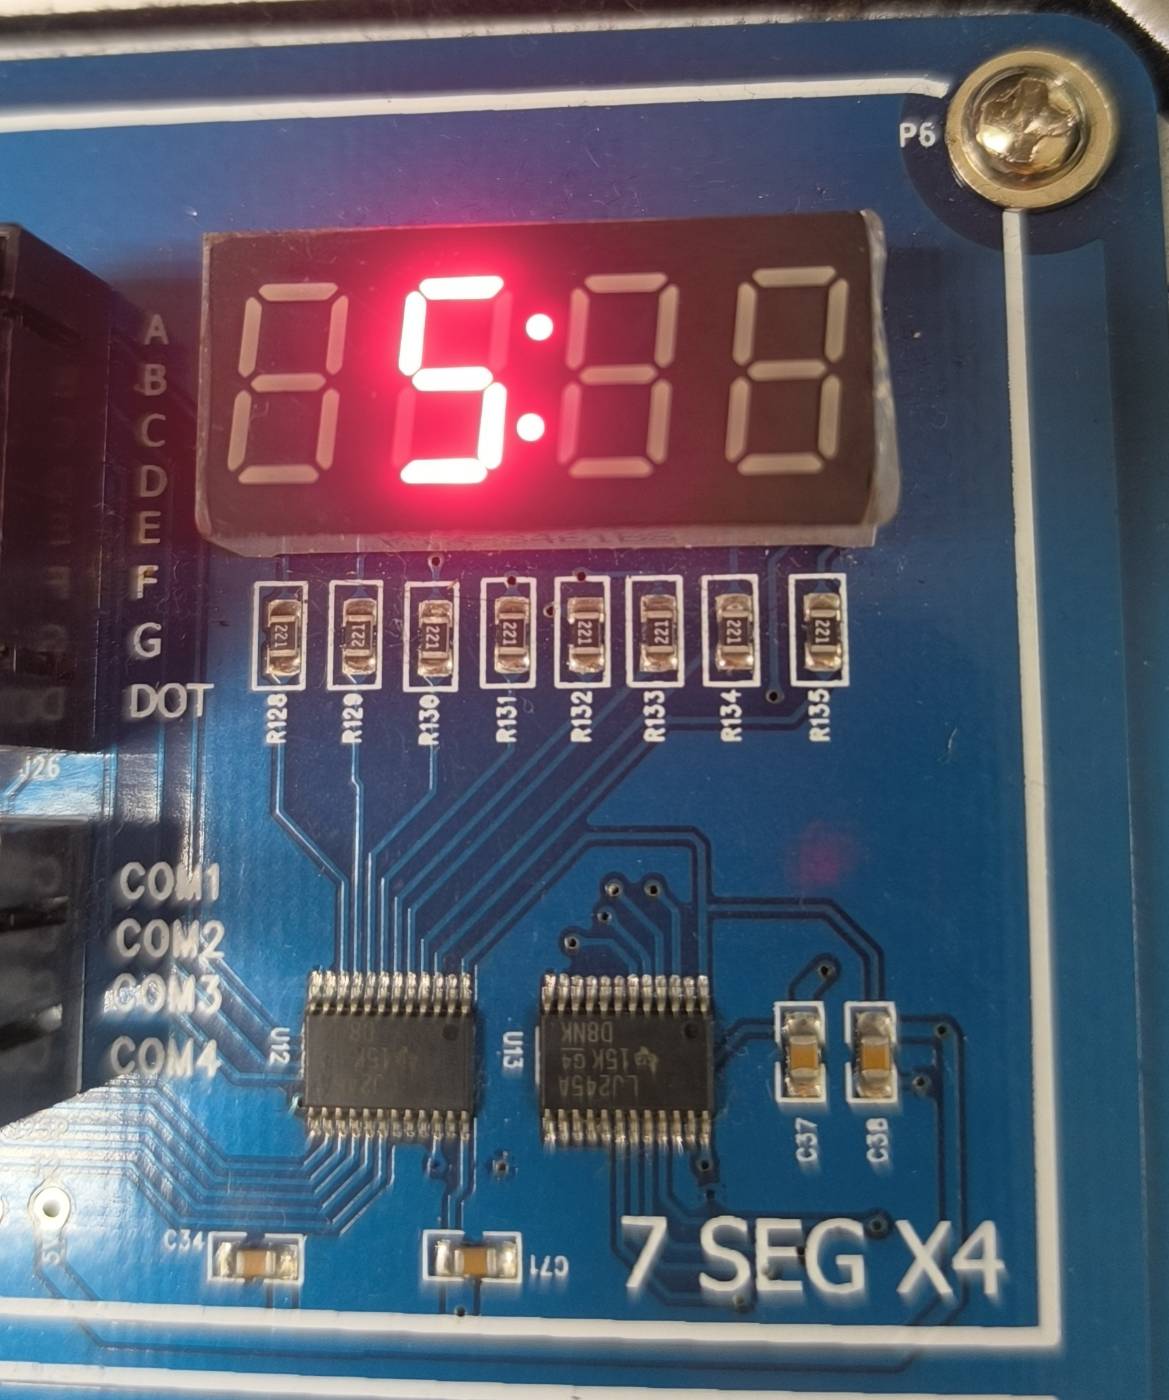 P6
5:
A
B
C
D
E
F
G
DOT
221 221 221 221 221 221 221 221
R128 R129 R130 R131 R132 R133 R134 R135
J26
COM1
COM2
COM3
COM4
U12
U13
D8NK
15K G4
LJ245A
15K
C37
C38
C34
C71
7 SEG X4